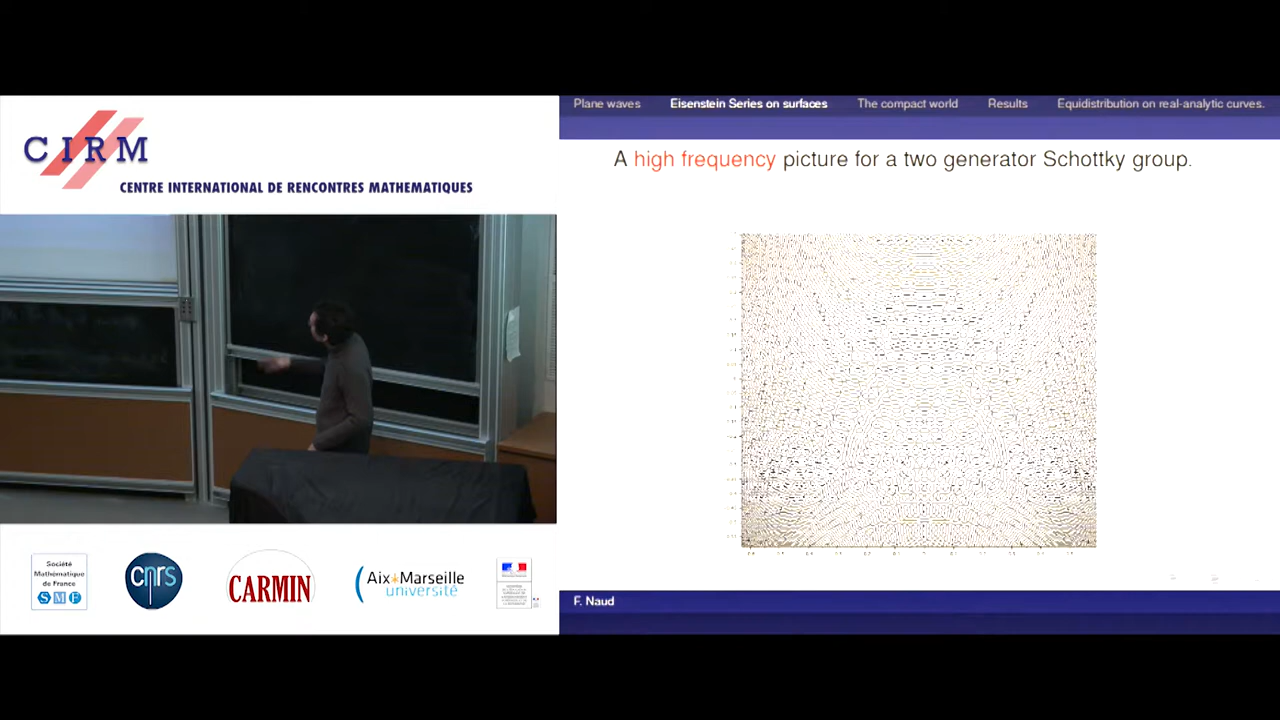 CIRM
CENTRE INTERNATIONAL DE RENCONTRES MATHEMATIQUES
Plane waves
Eisenstein Series on surfaces
The compact world
Results
Equidistribution on real-analytic curves.
A high frequency picture for a two generator Schottky group.
Société
Mathématique
de France
SMF
cnrs
CARMIN
Aix*Marseille
université
F. Naud